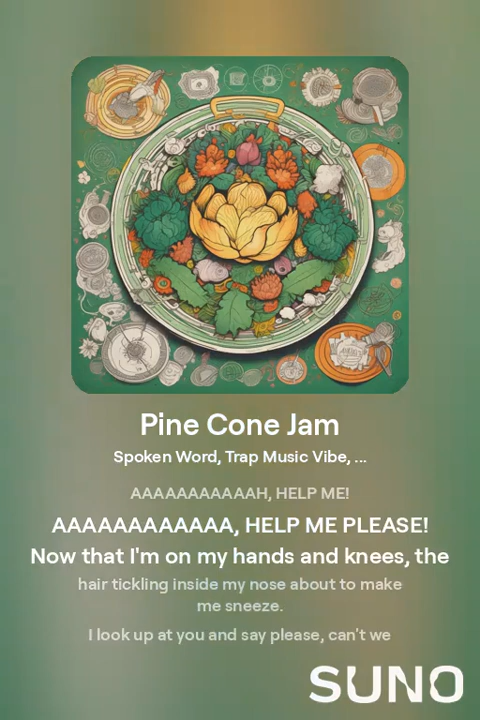 Pine Cone Jam
Spoken Word, Trap Music Vibe, ...
AAAAAAAAAAAH, HELP ME!
AAAAAAAAAAAA, HELP ME PLEASE!
Now that I'm on my hands and knees, the
hair tickling inside my nose about to make
me sneeze.
I look up at you and say please, can't we
SUNO